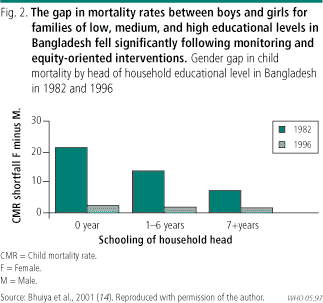 Fig. 2. The gap in mortality rates between boys and girls for
families of low, medium, and high educational levels in
Bangladesh fell significantly following monitoring and
equity-oriented interventions. Gender gap in child
mortality by head of household educational level in Bangladesh
in 1982 and 1996
CMR shortfall F minus M.
30
20
10
0
1982
1996
0 year
1–6 years
7+years
Schooling of household head
CMR = Child mortality rate.
F = Female.
M = Male.
Source: Bhuiya et al., 2001 (14). Reproduced with permission of the author.
WHO 05.97